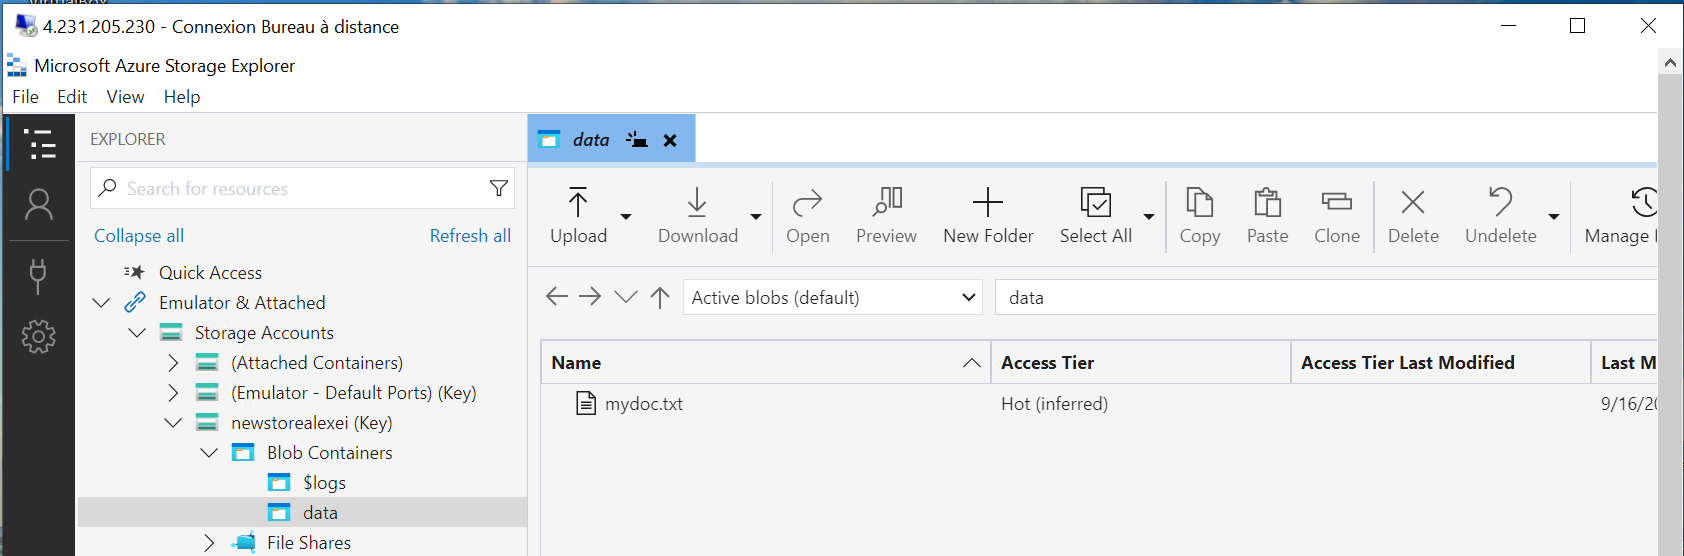 VirtualBox
4.231.205.230 - Connexion Bureau à distance
Microsoft Azure Storage Explorer
File Edit View Help
EXPLORER
data
Search for resources
Collapse all Refresh all
Upload Download Open Preview New Folder Select All Copy Paste Clone Delete Undelete Manage
Quick Access
Emulator & Attached
Storage Accounts
(Attached Containers)
(Emulator - Default Ports) (Key)
newstorealexei (Key)
Blob Containers
$logs
data
File Shares
Active blobs (default) data
Name Access Tier Access Tier Last Modified Last M
mydoc.txt Hot (inferred) 9/16/20